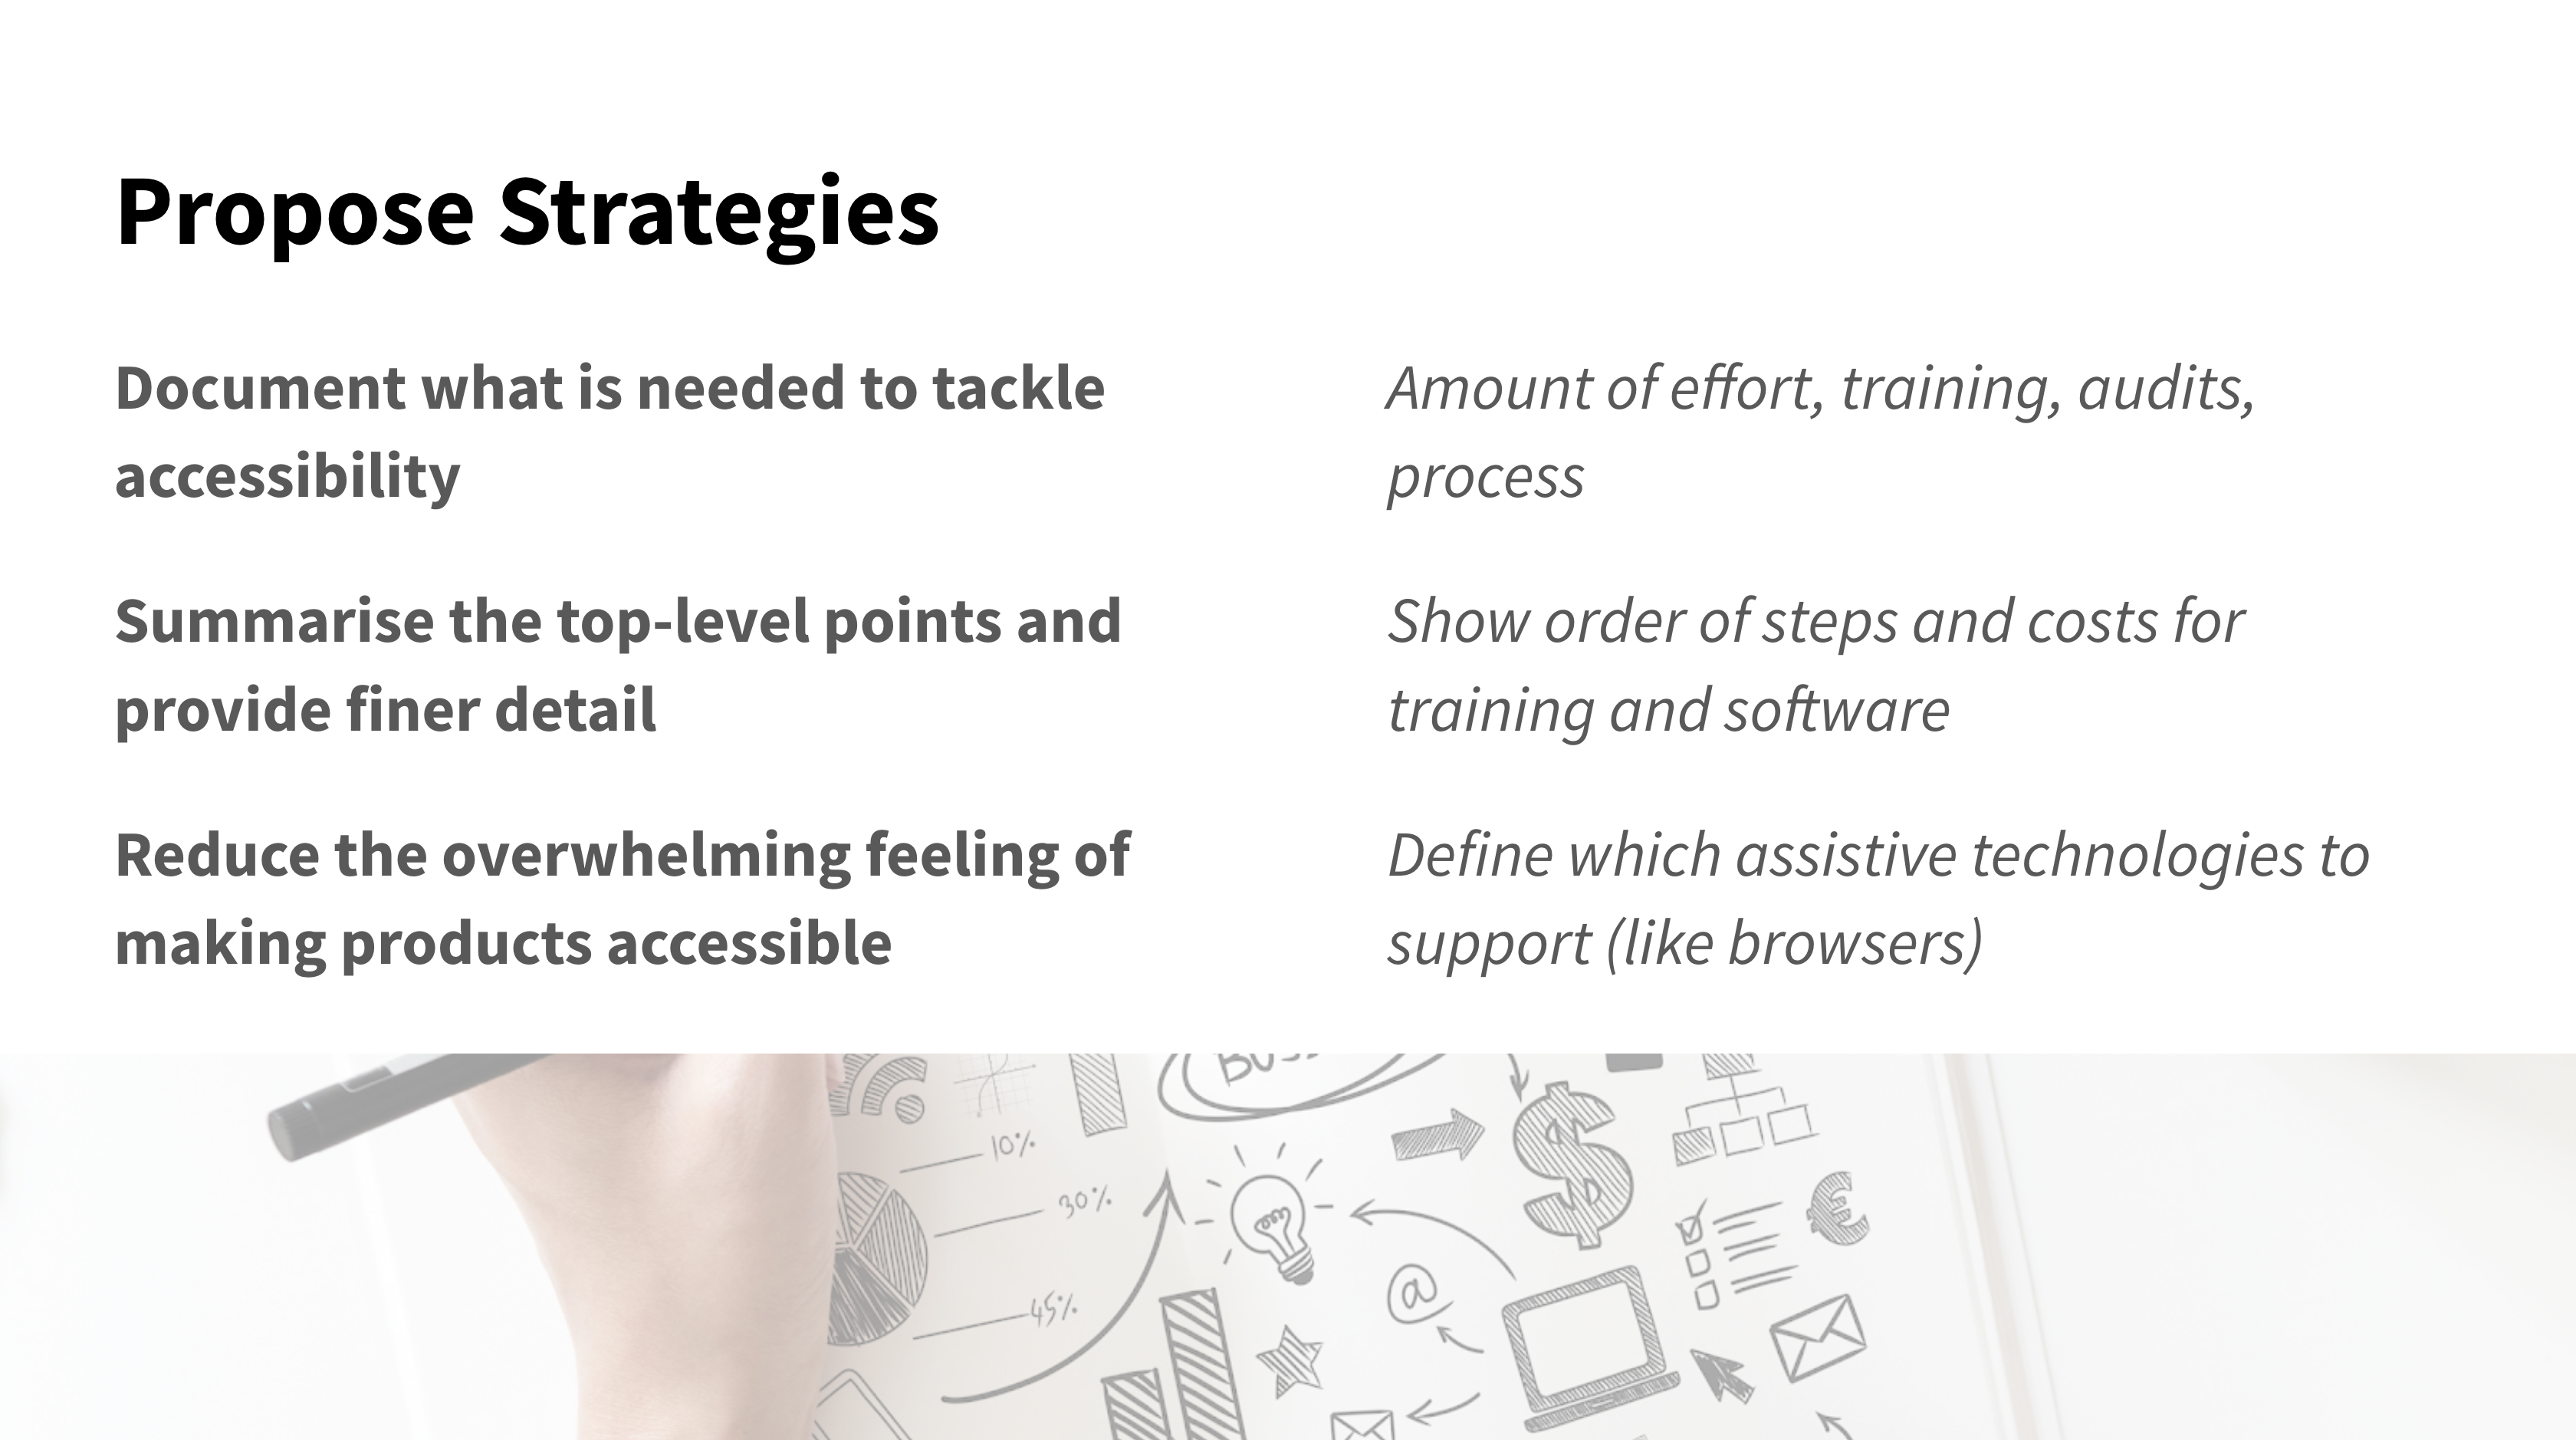 Propose Strategies
Document what is needed to tackle
accessibility
Amount of effort, training, audits,
process
Summarise the top-level points and
provide finer detail
Show order of steps and costs for
training and software
Reduce the overwhelming feeling of
making products accessible
Define which assistive technologies to
support (like browsers)
10%
30%
45%
$
€
@